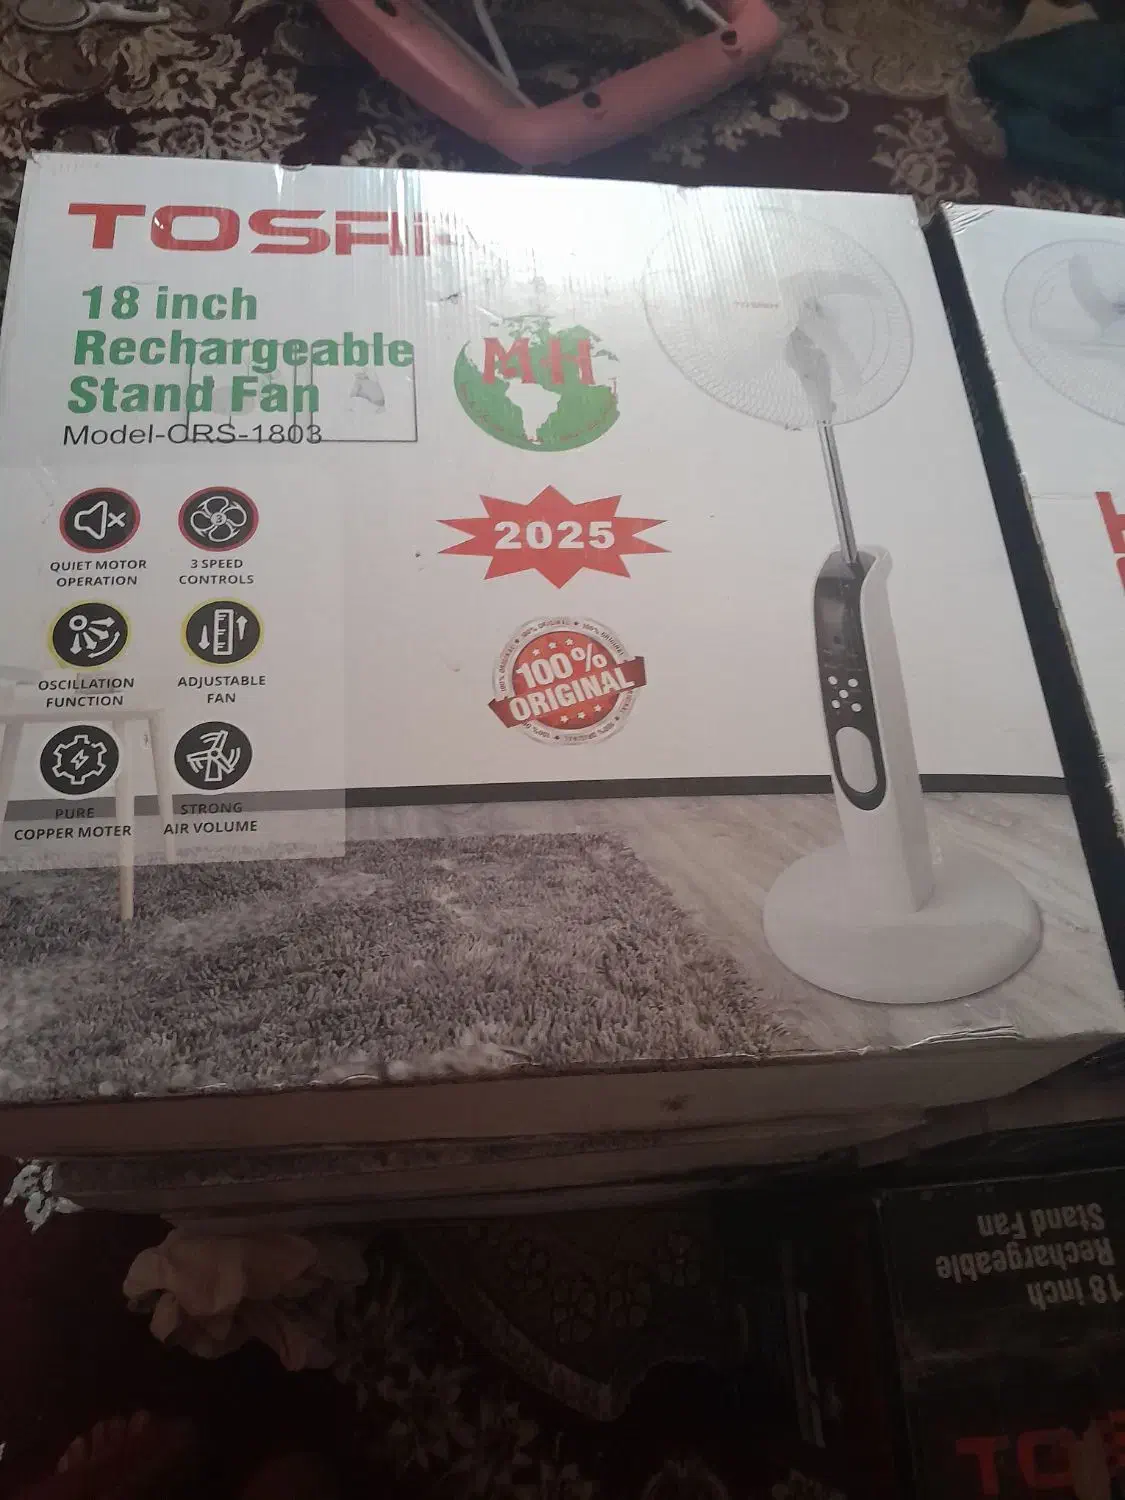 TOSAH
18 inch
Rechargeable
Stand Fan
Model-CRS-1803
MH
2025
100%
ORIGINAL
QUIET MOTOR
OPERATION
3 SPEED
CONTROLS
OSCILLATION
FUNCTION
ADJUSTABLE
FAN
PURE
COPPER MOTER
STRONG
AIR VOLUME
18 inch
Rechargeable
Stand Fan